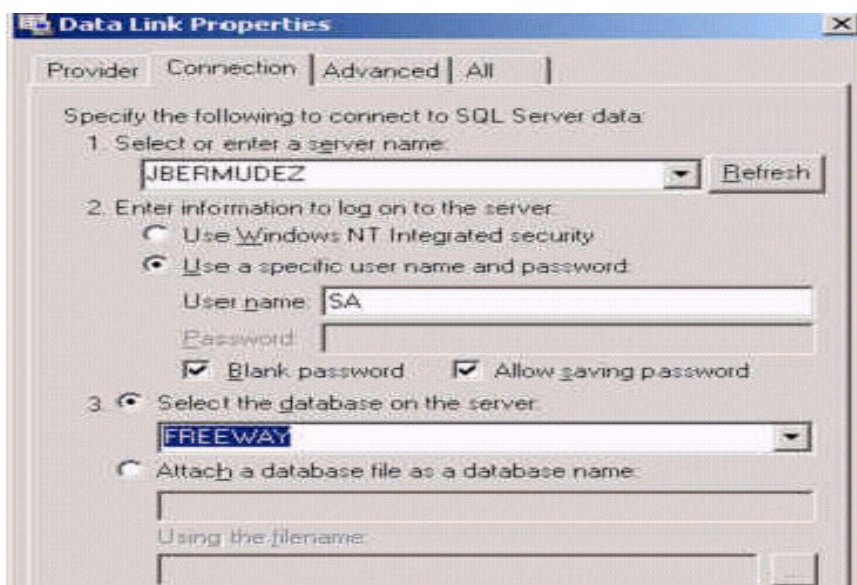 Data Link Properties
Provider Connection Advanced All
Specify the following to connect to SQL Server data:
1. Select or enter a server name:
JBERMUDEZ Refresh
2. Enter information to log on to the server:
Use Windows NT Integrated security
Use a specific user name and password:
User name: SA
Password:
Blank password Allow saving password
3. Select the database on the server:
FREEWAY
Attach a database file as a database name:
Using the filename:
...